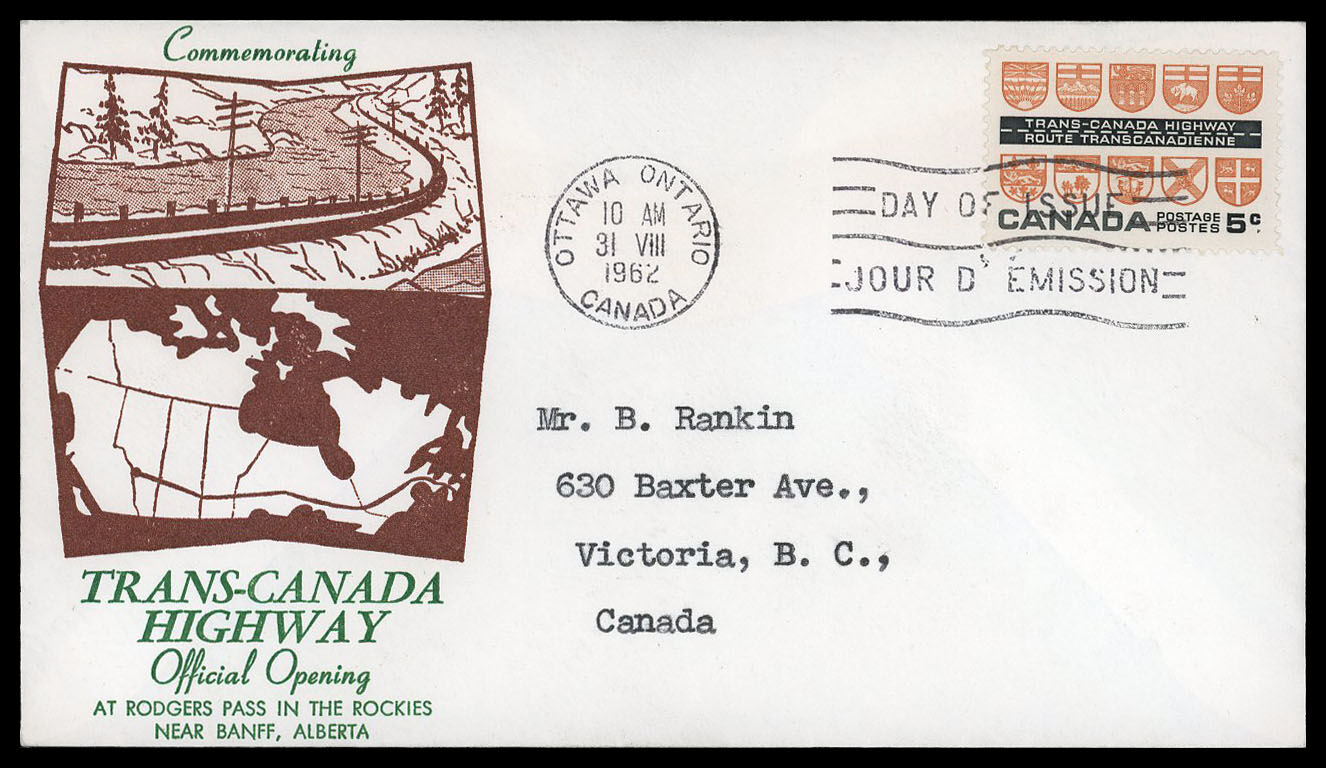 Commemorating
TRANS-CANADA
HIGHWAY
Official Opening
AT RODGERS PASS IN THE ROCKIES
NEAR BANFF, ALBERTA
OTTAWA ONTARIO
10 AM
31 VIII
1962
CANADA
DAY OF ISSUE
JOUR D'EMISSION
TRANS-CANADA HIGHWAY
ROUTE TRANSCANADIENNE
CANADA POSTAGE POSTES 5c
Mr. B. Rankin
630 Baxter Ave.,
Victoria, B. C.,
Canada